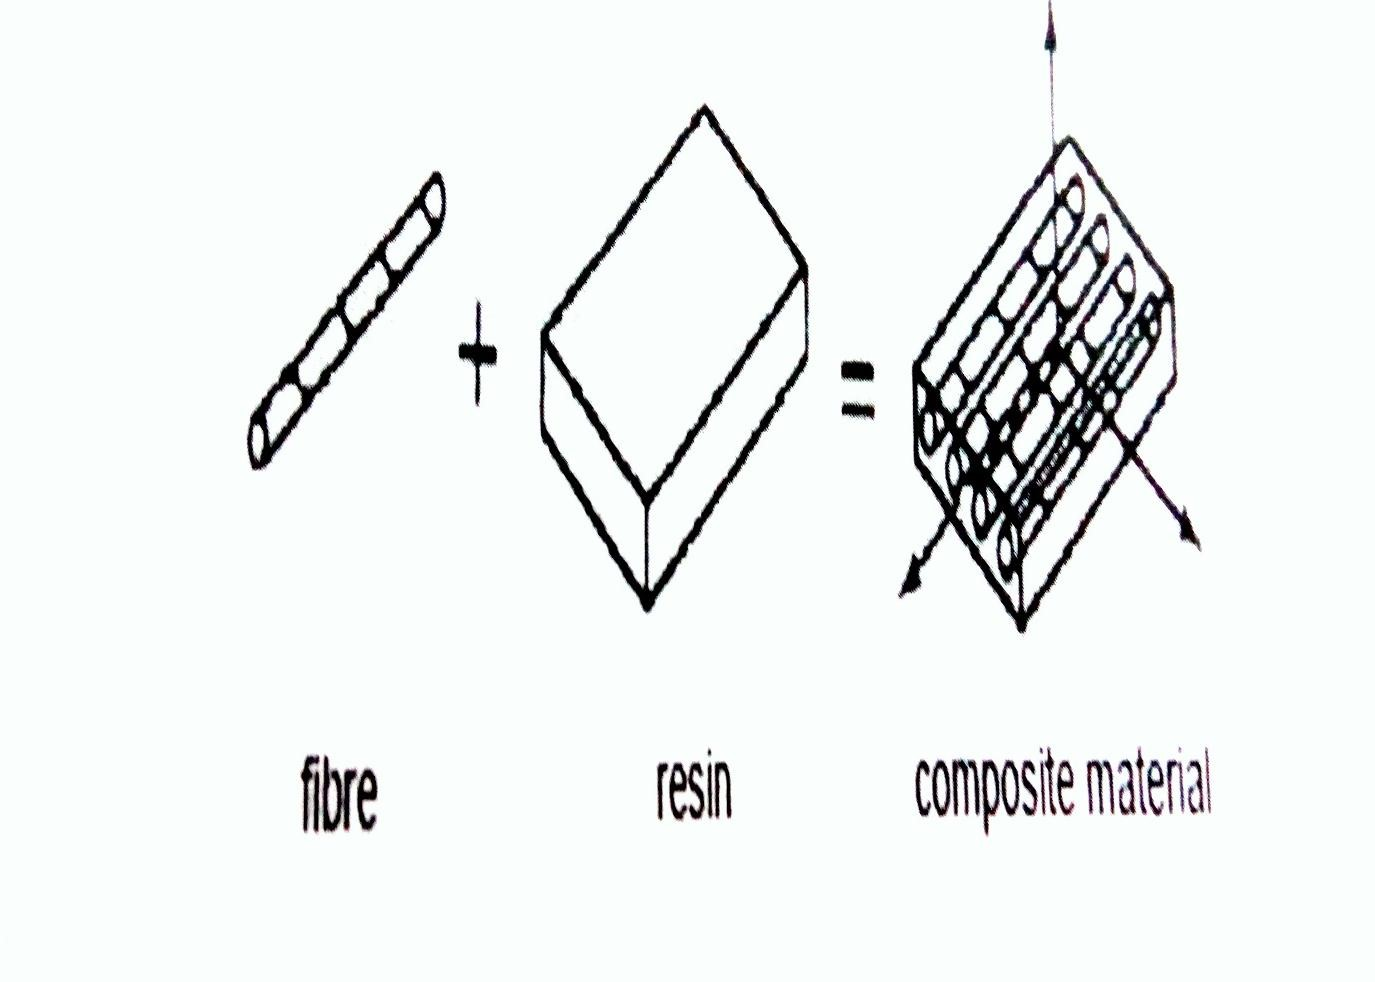 + =
fibre resin composite material